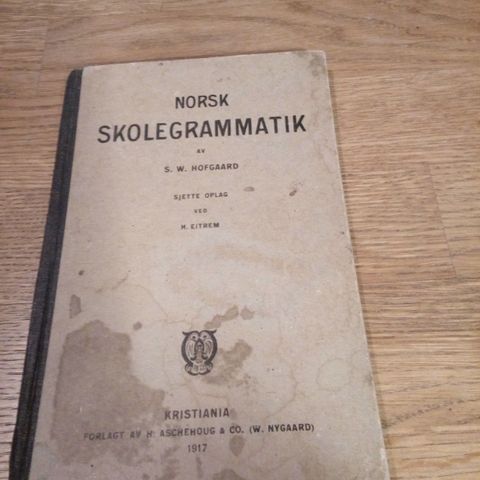 NORSK
SKOLEGRAMMATIK
AV
S. W. HOFGAARD
SJETTE OPLAG
VED
H. EITREM
KRISTIANIA
FORLAGT AV H. ASCHEHOUG & CO. (W. NYGAARD)
1917